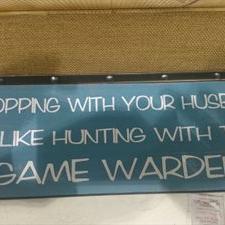 OPPING WITH YOUR HUSB
LIKE HUNTING WITH T
GAME WARDE